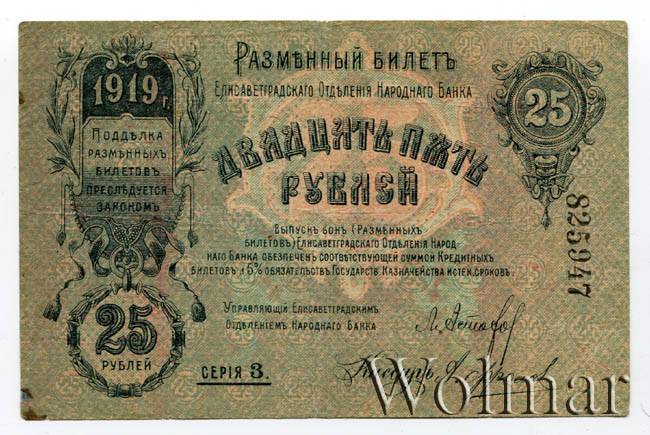 Размѣнный Билетъ
Елисаветградскаго Отдѣленія Народнаго Банка
1919 г.
Поддѣлка
размѣнныхъ
билетовъ
преслѣдуется
закономъ
25
Двадцать пять
рублей
825947
Выпускъ бонъ (размѣнныхъ
билетовъ) Елисаветградскаго Отдѣленія Народ-
наго Банка обезпеченъ соотвѣтствующей суммой кредитныхъ
билетовъ и 5% обязательствъ Государств. Казначейства истек. сроковъ.
25
рублей
Управляющій Елисаветградскимъ
Отдѣленіемъ Народнаго Банка
Серія 3.
Wolmar